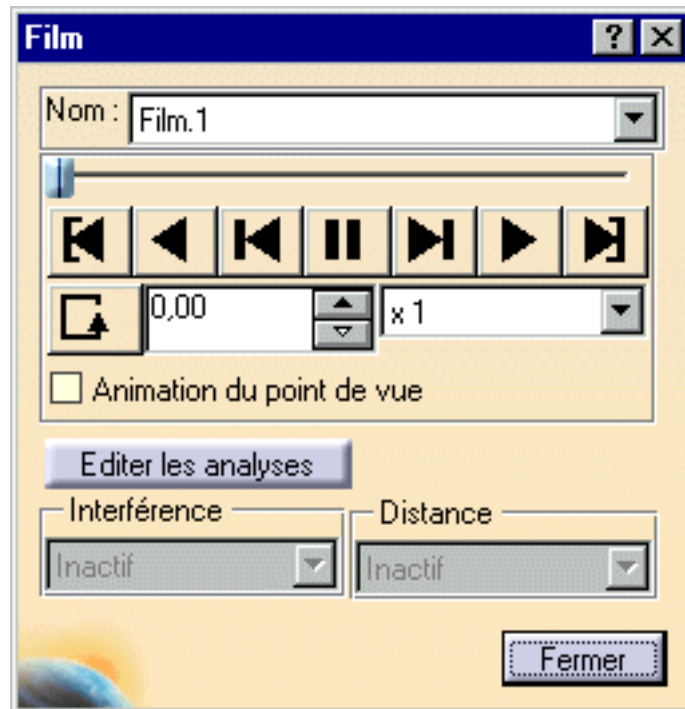 Film
Nom : Film.1
0,00 x 1
Animation du point de vue
Editer les analyses
Interférence Distance
Inactif Inactif
Fermer